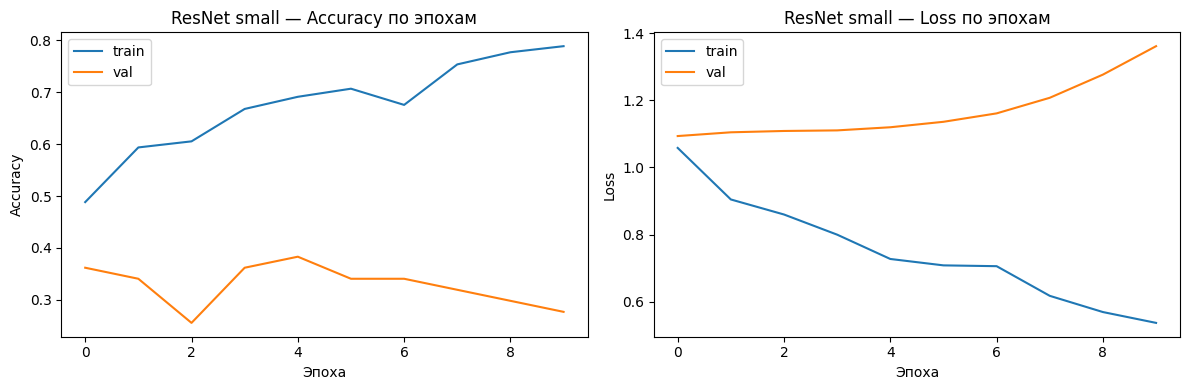 ResNet small — Accuracy по эпохам
train
val
Accuracy
0.8
0.7
0.6
0.5
0.4
0.3
0 2 4 6 8
Эпоха
ResNet small — Loss по эпохам
train
val
Loss
1.4
1.2
1.0
0.8
0.6
0 2 4 6 8
Эпоха